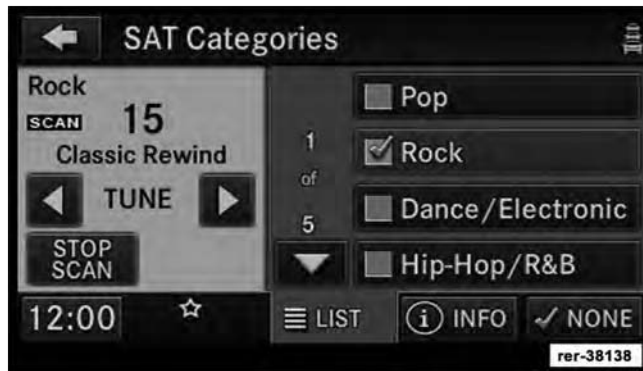 SAT Categories
Rock
SCAN 15
Classic Rewind
TUNE
STOP
SCAN
1
of
5
Pop
Rock
Dance/Electronic
Hip-Hop/R&B
12:00
LIST
INFO
NONE
rer-38138